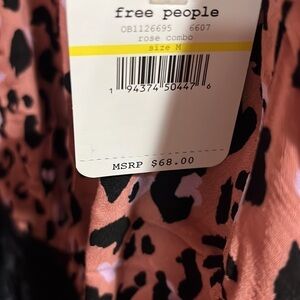 free people
OB1126695 6607
rose combo
size M
1 94374 50447 6
MSRP $68.00